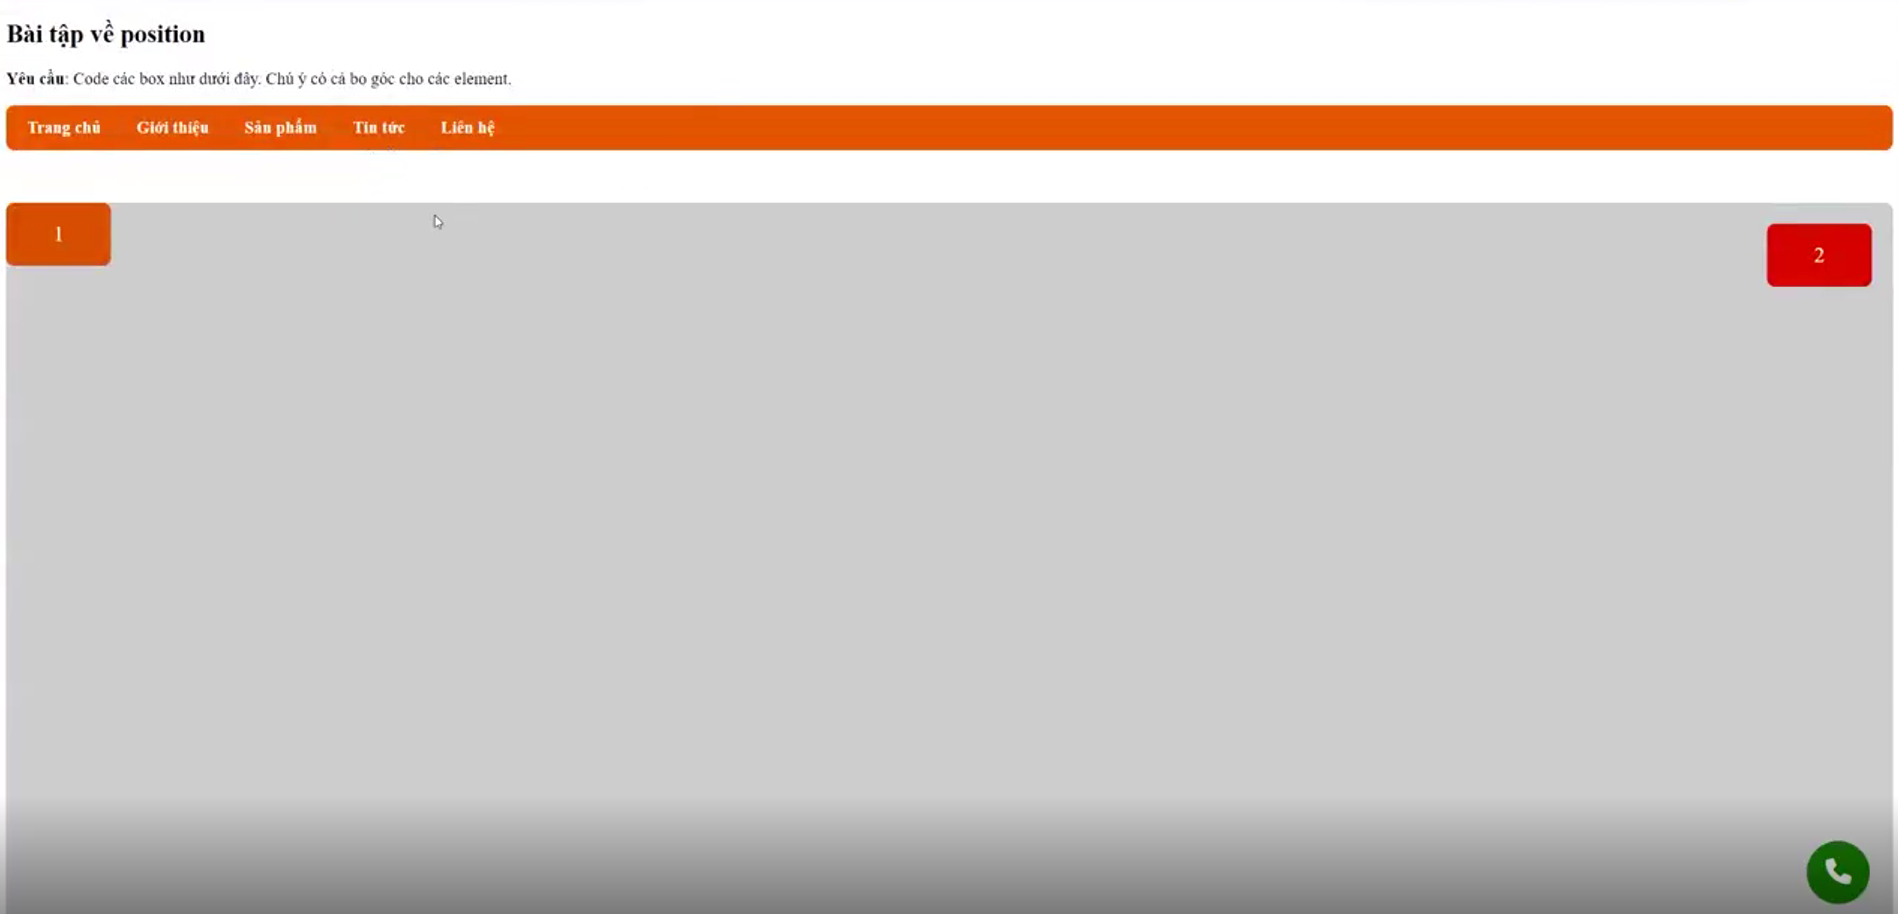 Bài tập về position
Yêu cầu: Code các box như dưới đây. Chú ý có cả bo góc cho các element.
Trang chủ Giới thiệu Sản phẩm Tin tức Liên hệ
1
2